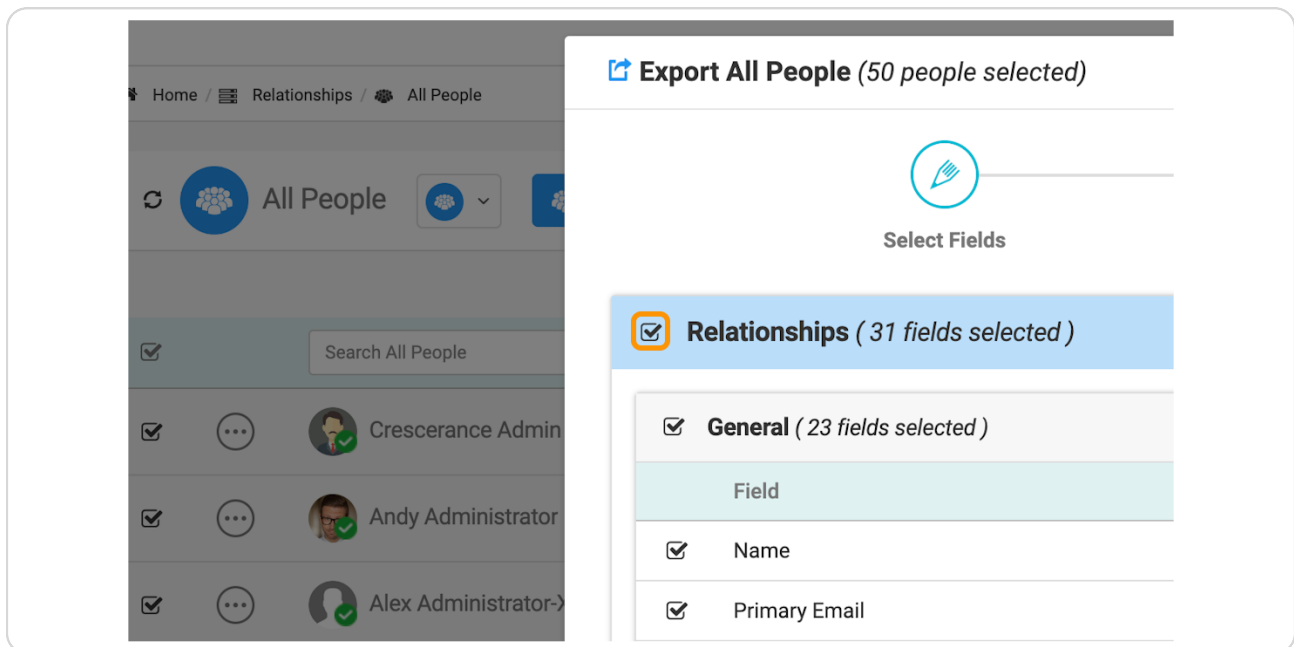 Export All People (50 people selected)
Home / Relationships / All People
All People
Select Fields
Relationships ( 31 fields selected )
Search All People
General ( 23 fields selected )
Crescerance Admin
Field
Andy Administrator
Name
Alex Administrator-X
Primary Email